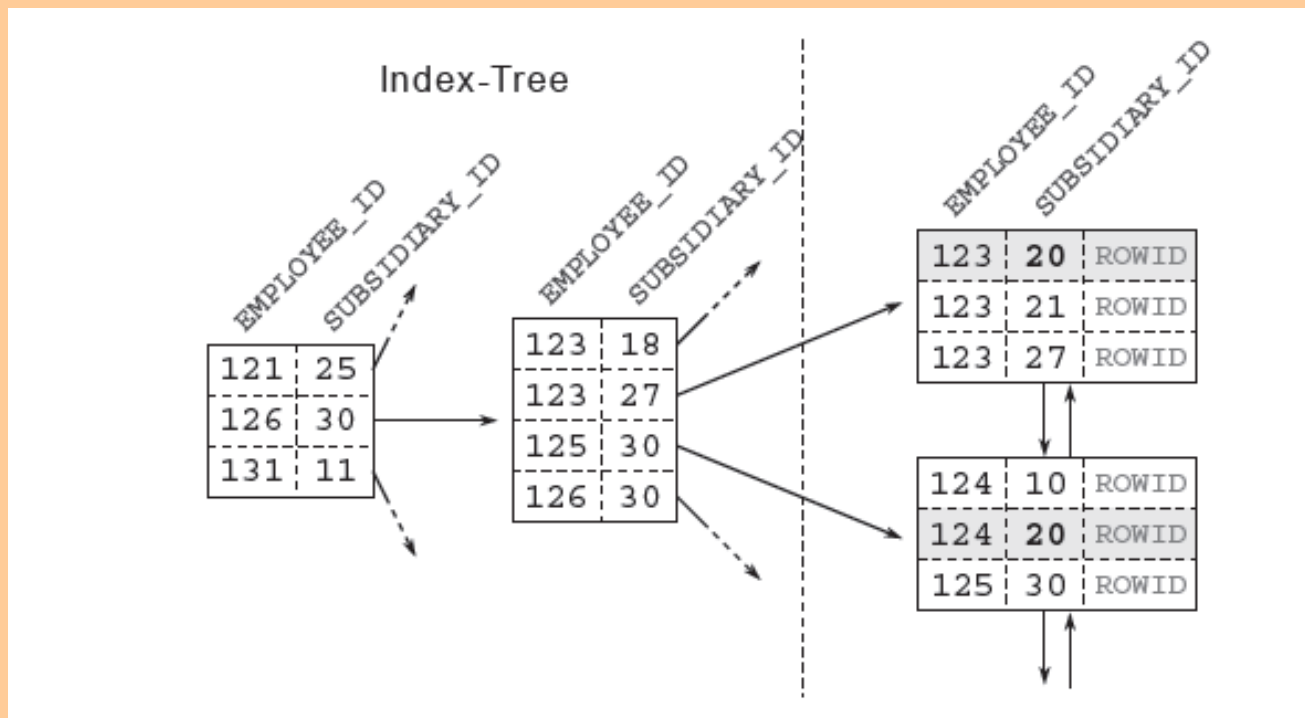 Index-Tree
EMPLOYEE_ID SUBSIDIARY_ID
121 25
126 30
131 11
EMPLOYEE_ID SUBSIDIARY_ID
123 18
123 27
125 30
126 30
EMPLOYEE_ID SUBSIDIARY_ID
123 20 ROWID
123 21 ROWID
123 27 ROWID
124 10 ROWID
124 20 ROWID
125 30 ROWID